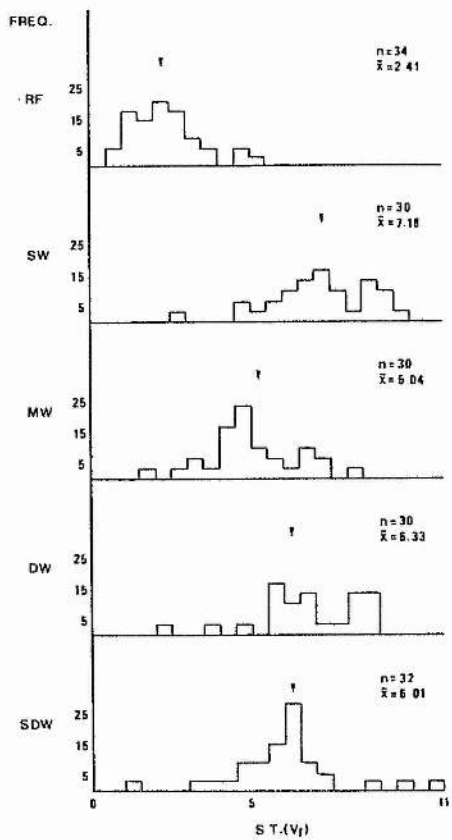 FREQ.
n=34
x̄=2.41
RF
25
15
5
n=30
x̄=7.18
SW
25
15
5
n=30
x̄=5.04
MW
25
15
5
n=30
x̄=6.33
DW
25
15
5
n=32
x̄=6.01
SDW
25
15
5
0
5
11
S T.(Vf)